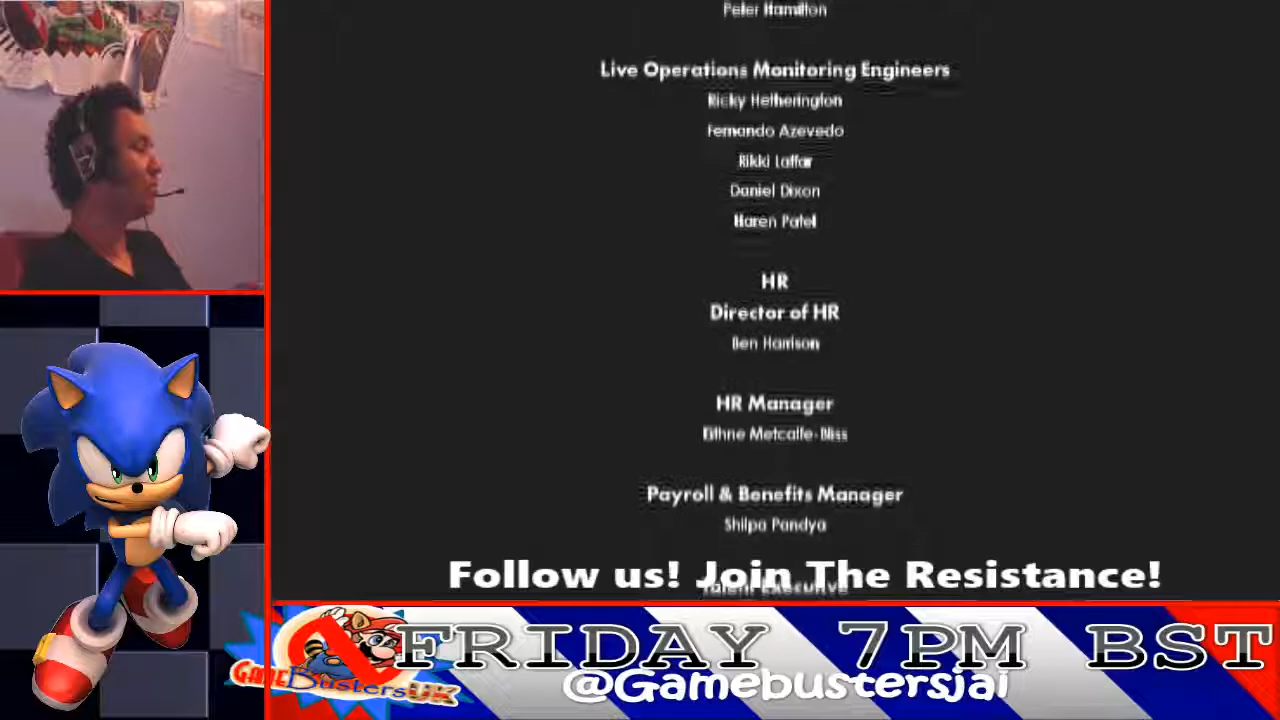 Peter Hamilton
Live Operations Monitoring Engineers
Ricky Hetherington
Fernando Azevedo
Rikki Laffar
Daniel Dixon
Haren Patel
HR
Director of HR
Ben Harrison
HR Manager
Eithne Metcalfe-Bliss
Payroll & Benefits Manager
Shilpa Pandya
Talent Executive
Follow us! Join The Resistance!
FRIDAY 7PM BST
GameBustersUK
@Gamebustersjai